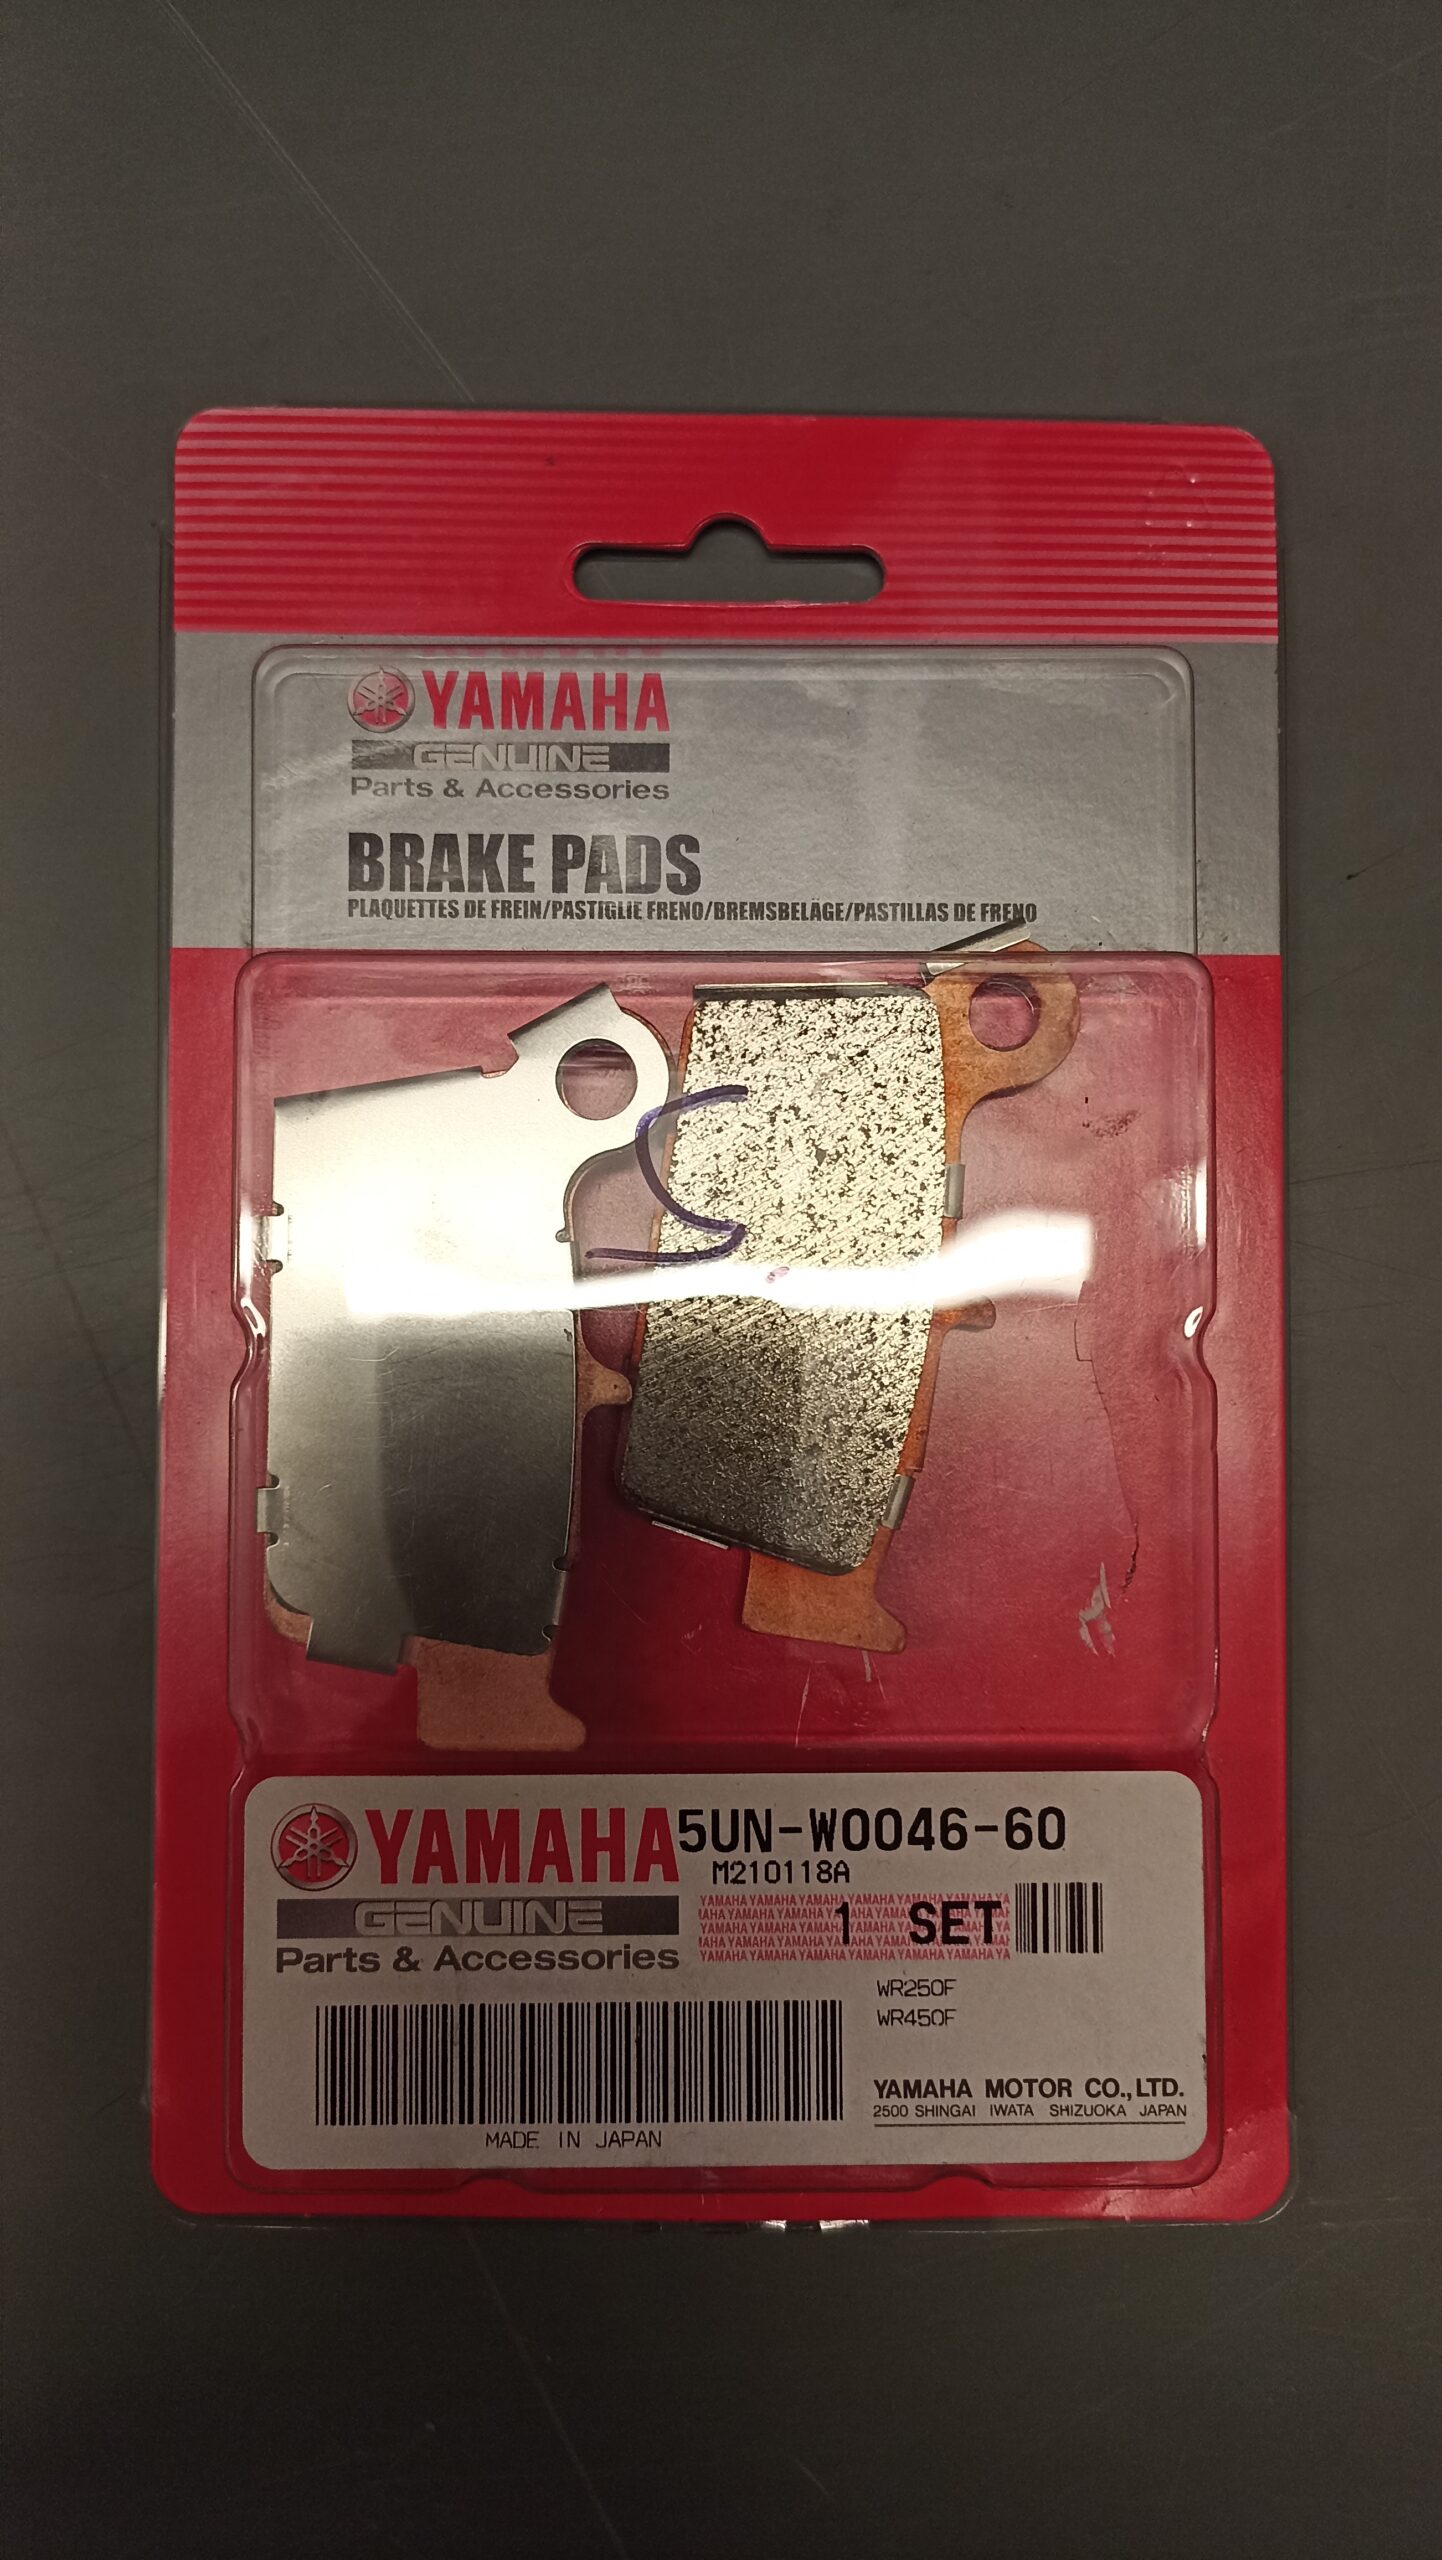 YAMAHA
GENUINE
Parts & Accessories
BRAKE PADS
PLAQUETTES DE FREIN/PASTIGLIE FRENO/BREMSBELÄGE/PASTILLAS DE FRENO
YAMAHA 5UN-W0046-60
M210118A
GENUINE
1 SET
Parts & Accessories
WR250F
WR450F
YAMAHA MOTOR CO.,LTD.
2500 SHINGAI IWATA SHIZUOKA JAPAN
MADE IN JAPAN